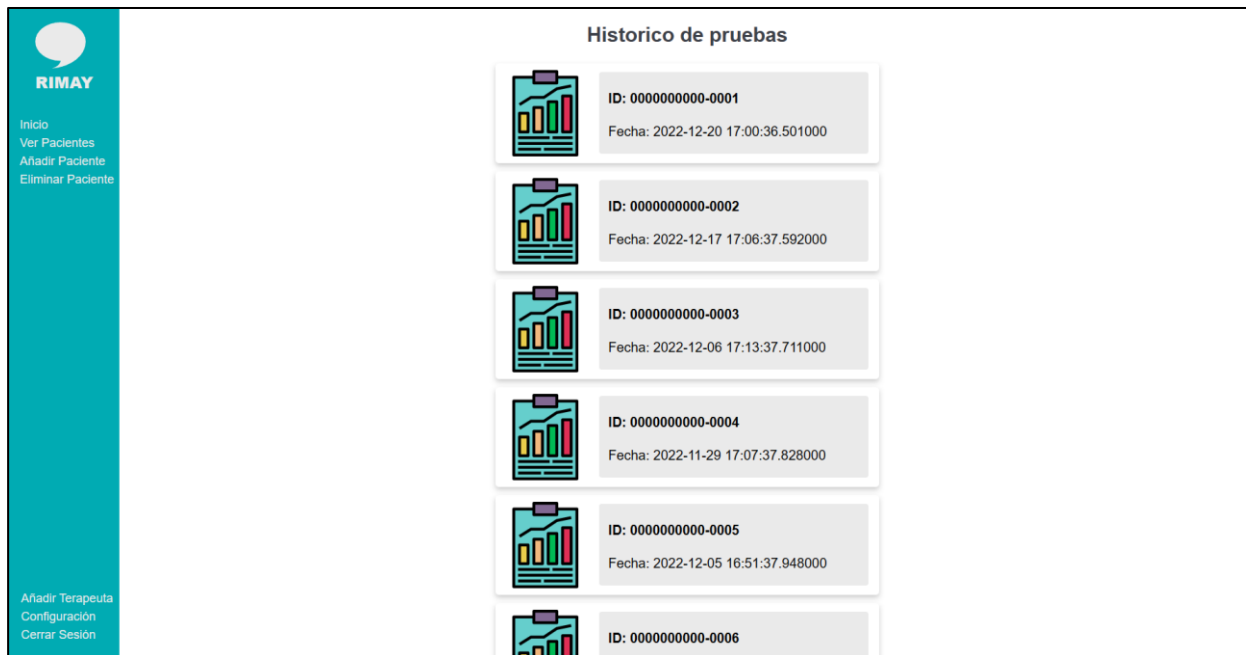 RIMAY
Inicio
Ver Pacientes
Añadir Paciente
Eliminar Paciente
Añadir Terapeuta
Configuración
Cerrar Sesión
Historico de pruebas
ID: 0000000000-0001
Fecha: 2022-12-20 17:00:36.501000
ID: 0000000000-0002
Fecha: 2022-12-17 17:06:37.592000
ID: 0000000000-0003
Fecha: 2022-12-06 17:13:37.711000
ID: 0000000000-0004
Fecha: 2022-11-29 17:07:37.828000
ID: 0000000000-0005
Fecha: 2022-12-05 16:51:37.948000
ID: 0000000000-0006